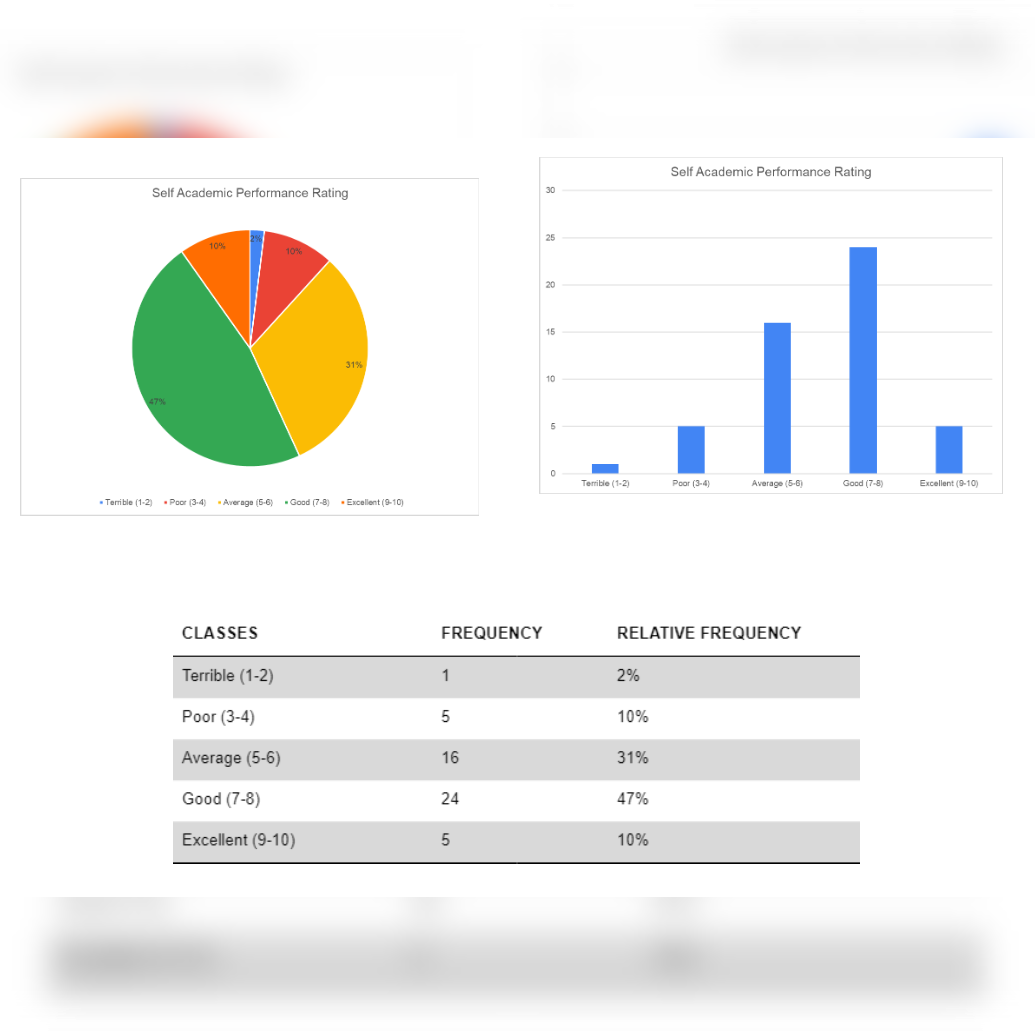 Self Academic Performance Rating
2%
10%
10%
31%
47%
Terrible (1-2) Poor (3-4) Average (5-6) Good (7-8) Excellent (9-10)
Self Academic Performance Rating
30
25
20
15
10
5
0
Terrible (1-2) Poor (3-4) Average (5-6) Good (7-8) Excellent (9-10)
CLASSES FREQUENCY RELATIVE FREQUENCY
Terrible (1-2) 1 2%
Poor (3-4) 5 10%
Average (5-6) 16 31%
Good (7-8) 24 47%
Excellent (9-10) 5 10%